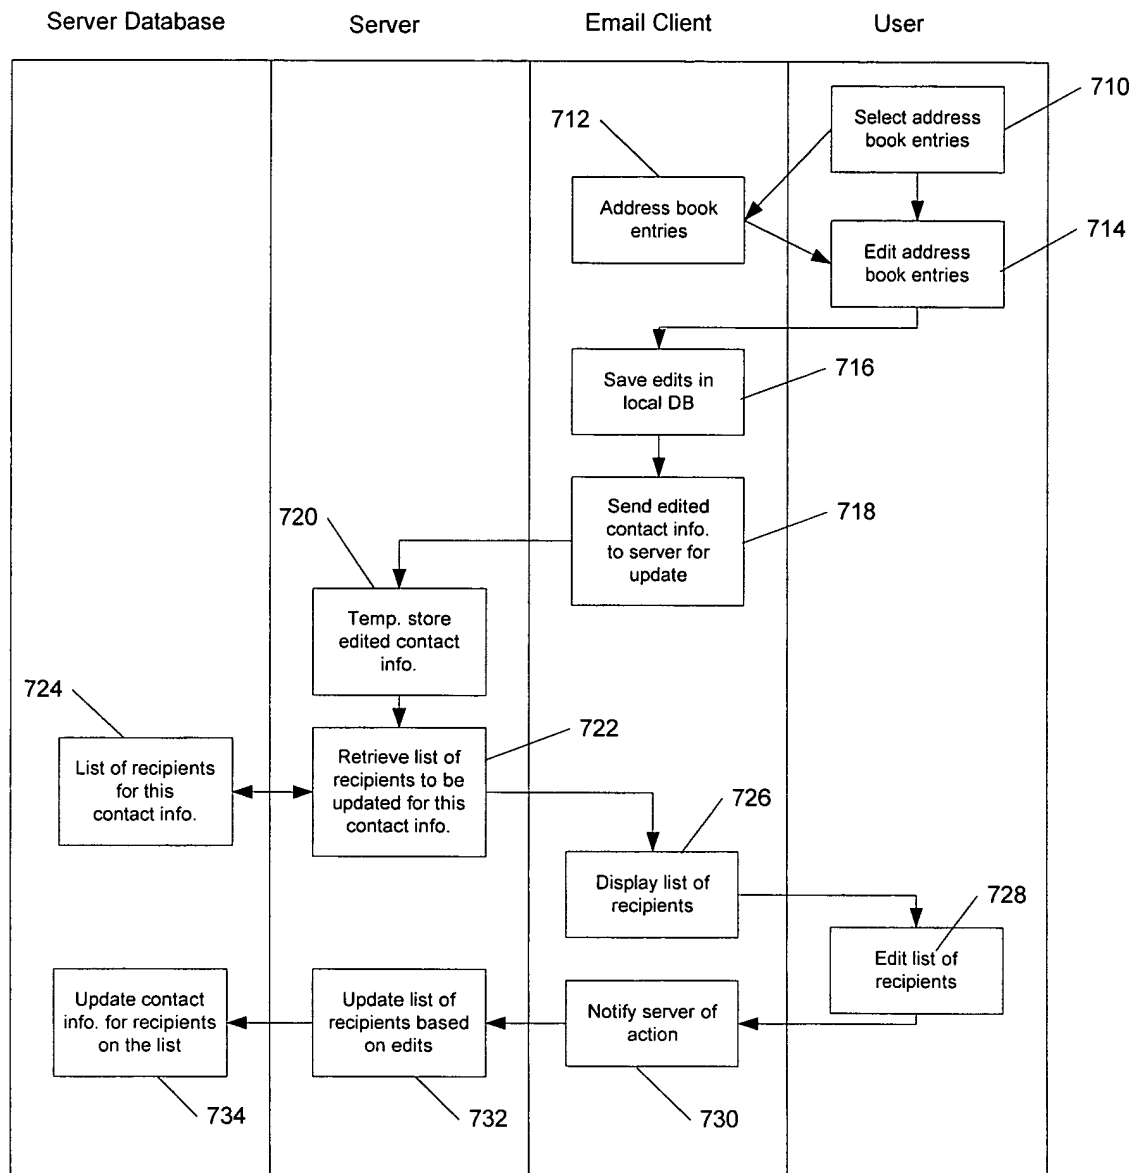 Server Database
Server
Email Client
User
710
Select address
book entries
712
Address book
entries
714
Edit address
book entries
716
Save edits in
local DB
718
Send edited
contact info.
to server for
update
720
Temp. store
edited contact
info.
724
722
List of recipients
for this
contact info.
Retrieve list of
recipients to be
updated for this
contact info.
726
Display list of
recipients
728
Edit list of
recipients
Update contact
info. for recipients
on the list
Update list of
recipients based
on edits
Notify server of
action
734
732
730